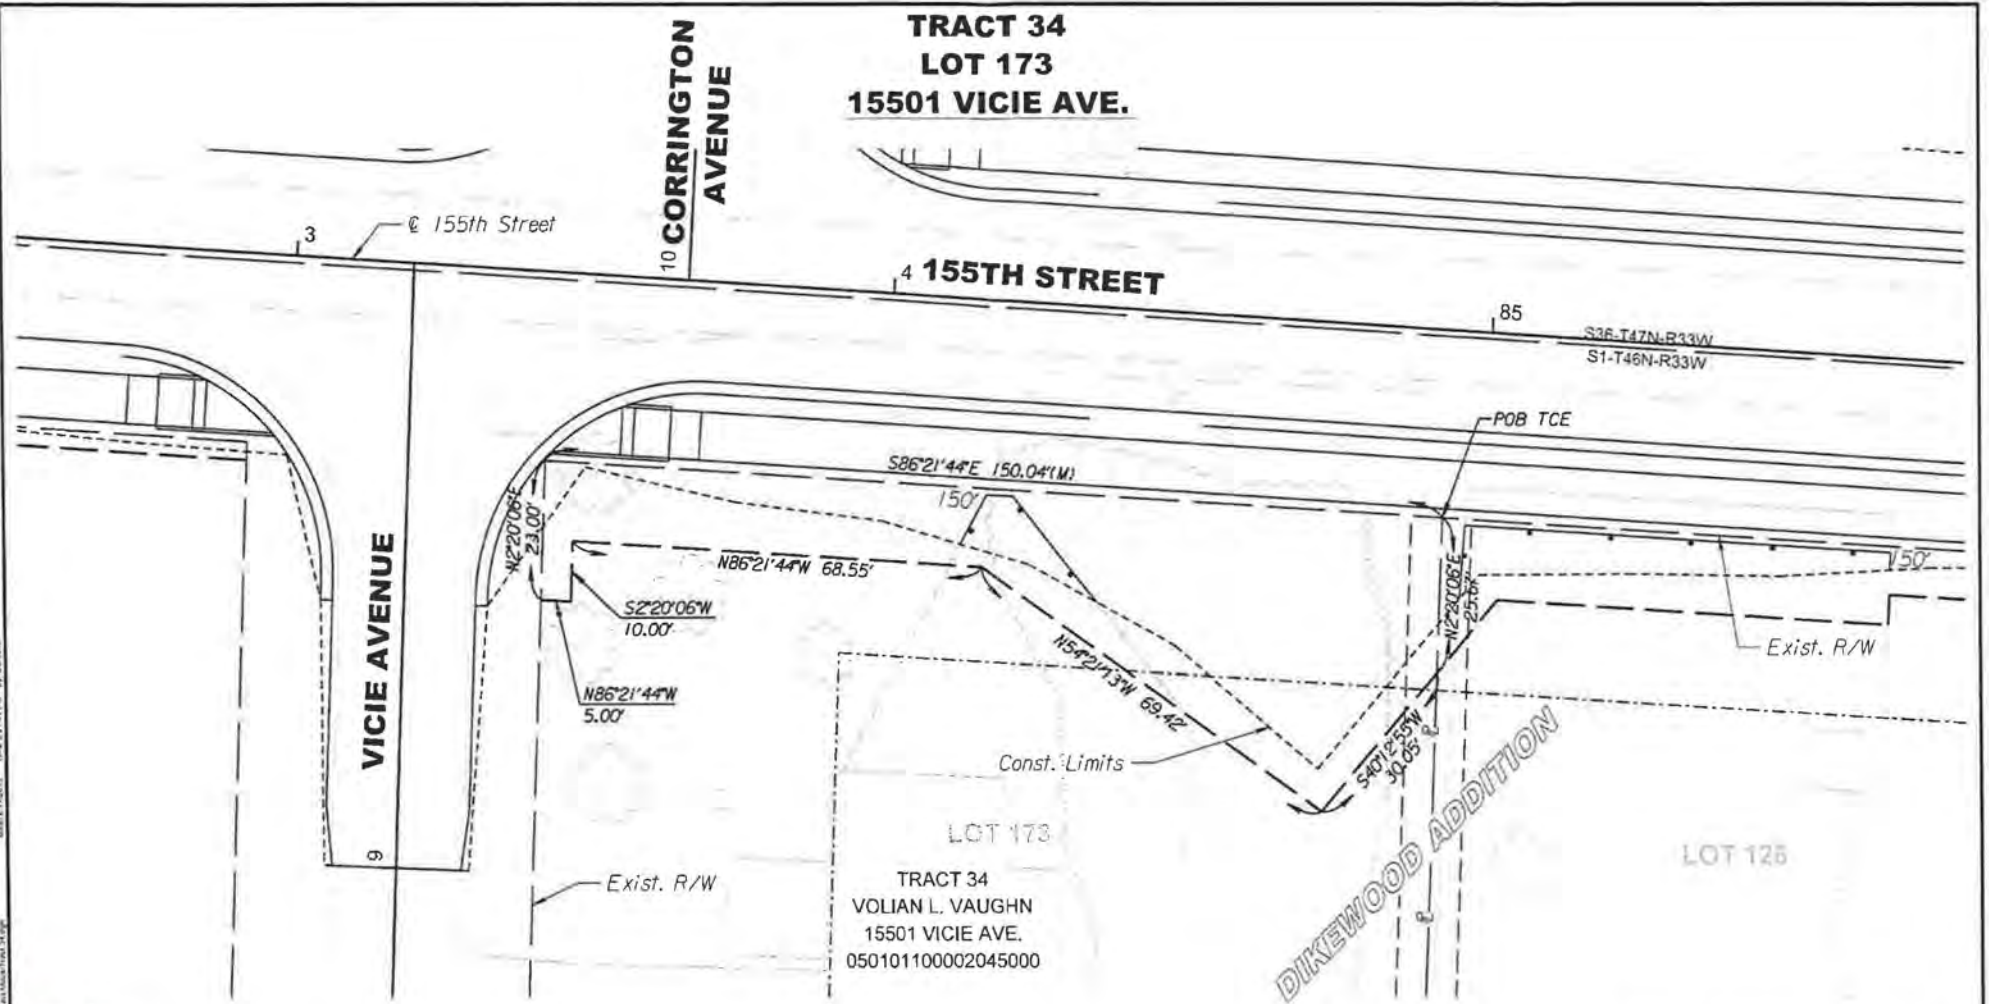 TRACT 34
LOT 173
15501 VICIE AVE.
CORRINGTON
AVENUE
10
3
℄ 155th Street
4
155TH STREET
85
S36-T47N-R33W
S1-T46N-R33W
POB TCE
S86°21'44"E 150.04'(M)
150'
N2°20'06"E
23.00'
N86°21'44"W 68.55'
S2°20'06"W
10.00'
N86°21'44"W
5.00'
N54°21'13"W 69.42'
N2°20'06"E
25.67'
150'
Exist. R/W
S40°12'55"W
30.05'
Const. Limits
VICIE AVENUE
9
Exist. R/W
LOT 173
TRACT 34
VOLIAN L. VAUGHN
15501 VICIE AVE.
050101100002045000
DIKEWOOD ADDITION
LOT 126